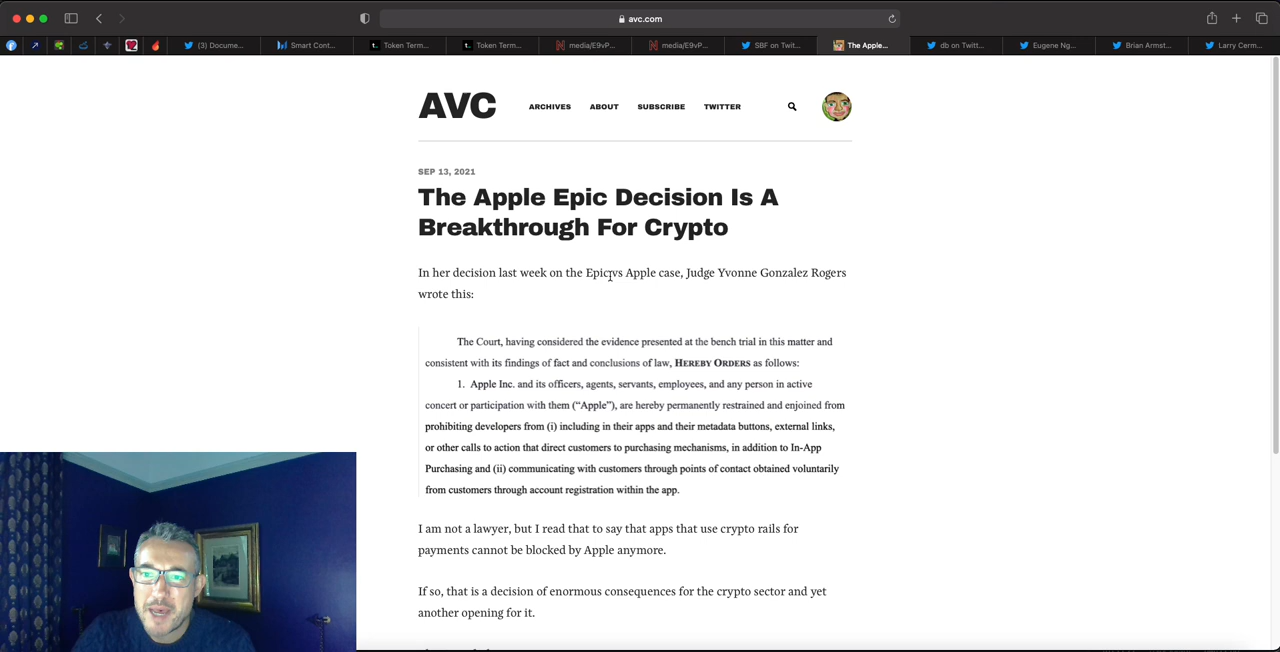 avc.com
(3) Docume...
Smart Cont...
Token Term...
Token Term...
media/E9vP...
media/E9vP...
SBF on Twit...
The Apple...
db on Twitt...
Eugene Ng...
Brian Armst...
Larry Cerm...
AVC
ARCHIVES ABOUT SUBSCRIBE TWITTER
SEP 13, 2021
The Apple Epic Decision Is A
Breakthrough For Crypto
In her decision last week on the Epic vs Apple case, Judge Yvonne Gonzalez Rogers
wrote this:
The Court, having considered the evidence presented at the bench trial in this matter and
consistent with its findings of fact and conclusions of law, HEREBY ORDERS as follows:
1. Apple Inc. and its officers, agents, servants, employees, and any person in active
concert or participation with them (“Apple”), are hereby permanently restrained and enjoined from
prohibiting developers from (i) including in their apps and their metadata buttons, external links,
or other calls to action that direct customers to purchasing mechanisms, in addition to In-App
Purchasing and (ii) communicating with customers through points of contact obtained voluntarily
from customers through account registration within the app.
I am not a lawyer, but I read that to say that apps that use crypto rails for
payments cannot be blocked by Apple anymore.
If so, that is a decision of enormous consequences for the crypto sector and yet
another opening for it.